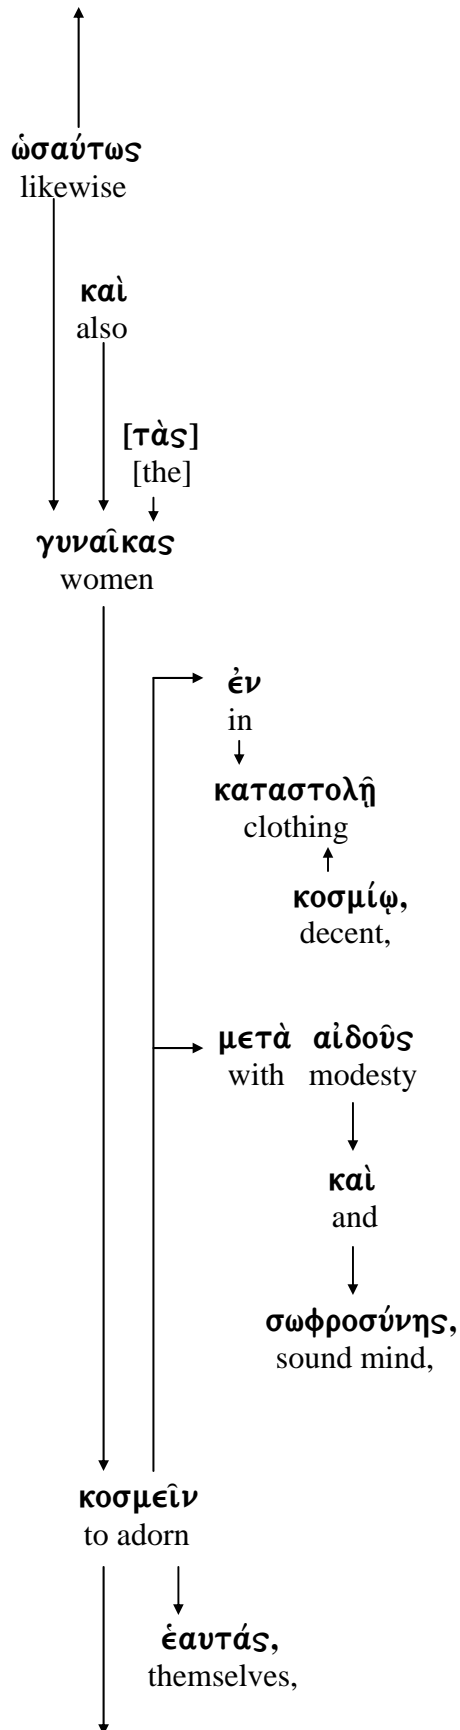 ὡσαύτως
likewise
καὶ
also
[τὰς]
[the]
γυναῖκας
women
ἐν
in
καταστολῇ
clothing
κοσμίῳ,
decent,
μετὰ αἰδοῦς
with modesty
καὶ
and
σωφροσύνης,
sound mind,
κοσμεῖν
to adorn
ἑαυτάς,
themselves,